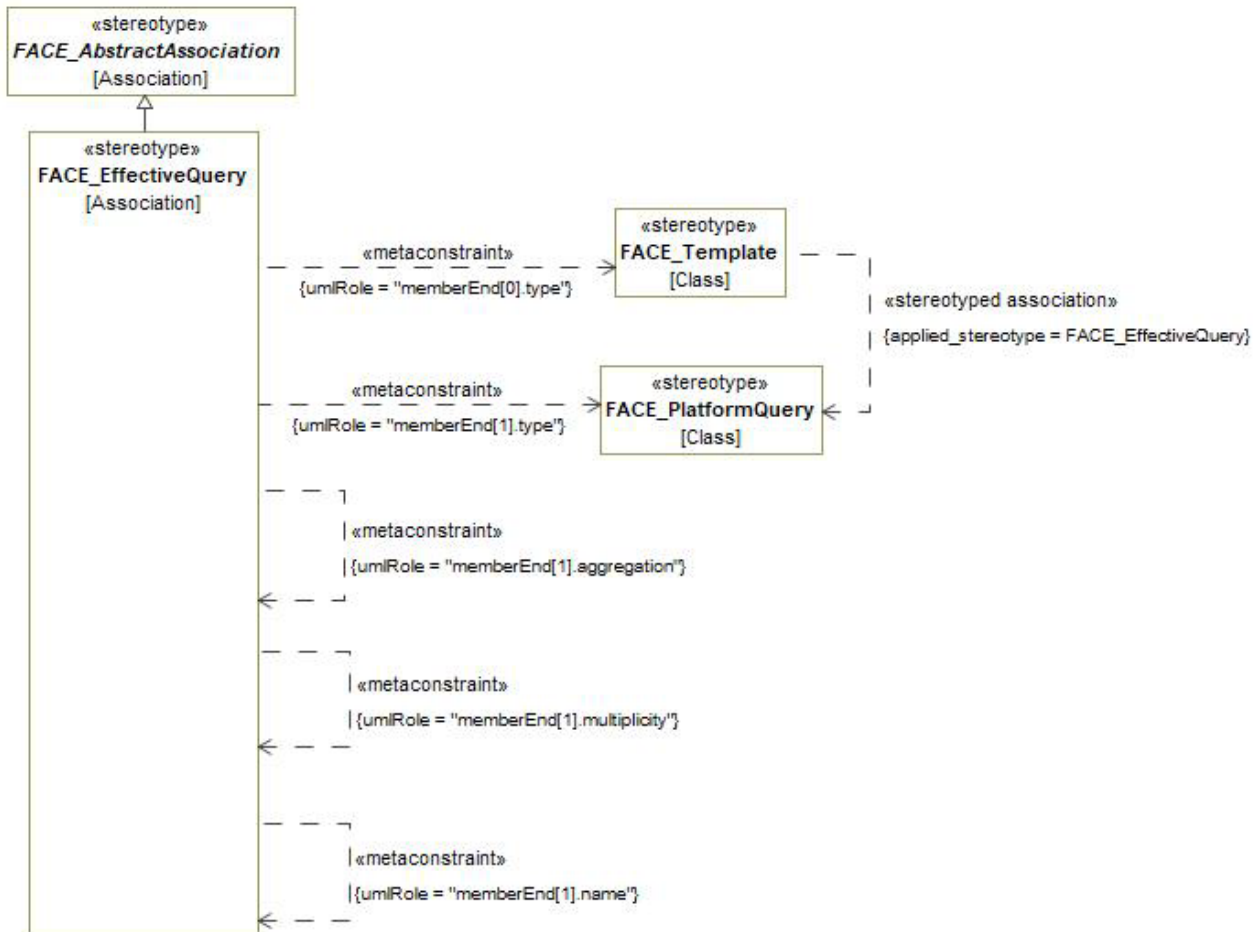 «stereotype»
FACE_AbstractAssociation
[Association]
«stereotype»
FACE_EffectiveQuery
[Association]
«metaconstraint»
{umlRole = "memberEnd[0].type"}
«stereotype»
FACE_Template
[Class]
«stereotyped association»
{applied_stereotype = FACE_EffectiveQuery}
«metaconstraint»
{umlRole = "memberEnd[1].type"}
«stereotype»
FACE_PlatformQuery
[Class]
«metaconstraint»
{umlRole = "memberEnd[1].aggregation"}
«metaconstraint»
{umlRole = "memberEnd[1].multiplicity"}
«metaconstraint»
{umlRole = "memberEnd[1].name"}